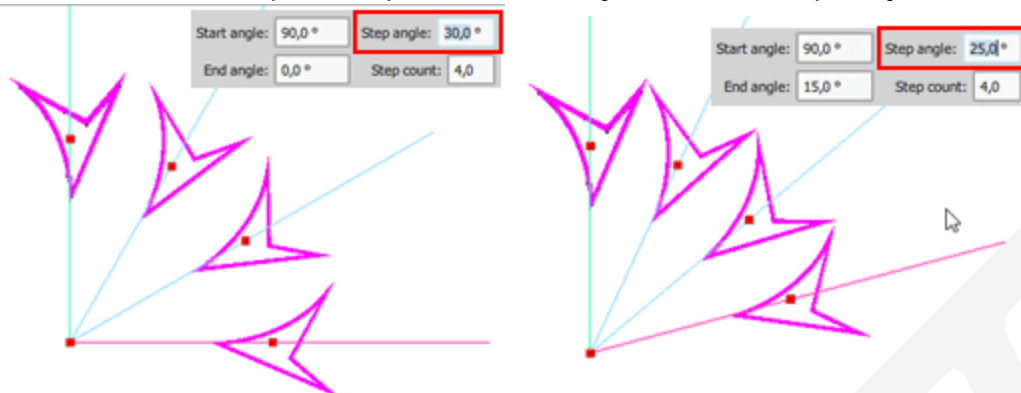 Start angle: 90,0 ° Step angle: 30,0 °
End angle: 0,0 ° Step count: 4,0
Start angle: 90,0 ° Step angle: 25,0 °
End angle: 15,0 ° Step count: 4,0